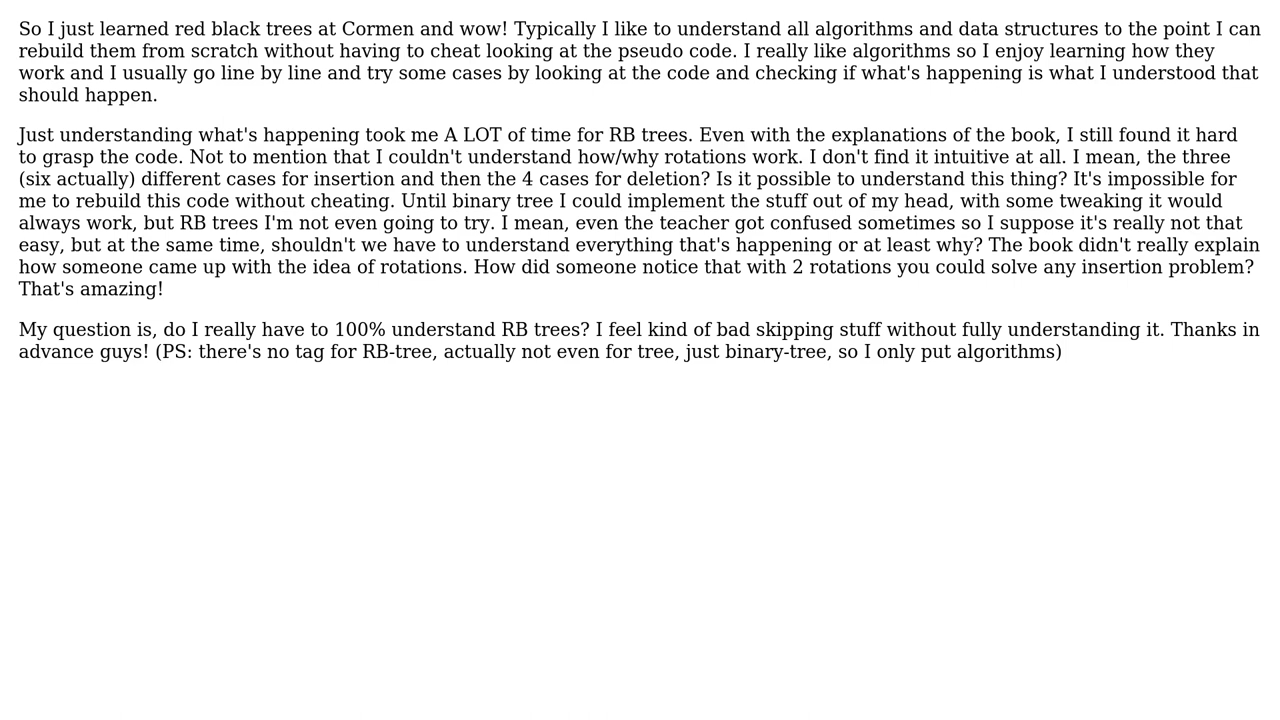 So I just learned red black trees at Cormen and wow! Typically I like to understand all algorithms and data structures to the point I can
rebuild them from scratch without having to cheat looking at the pseudo code. I really like algorithms so I enjoy learning how they
work and I usually go line by line and try some cases by looking at the code and checking if what's happening is what I understood that
should happen.
Just understanding what's happening took me A LOT of time for RB trees. Even with the explanations of the book, I still found it hard
to grasp the code. Not to mention that I couldn't understand how/why rotations work. I don't find it intuitive at all. I mean, the three
(six actually) different cases for insertion and then the 4 cases for deletion? Is it possible to understand this thing? It's impossible for
me to rebuild this code without cheating. Until binary tree I could implement the stuff out of my head, with some tweaking it would
always work, but RB trees I'm not even going to try. I mean, even the teacher got confused sometimes so I suppose it's really not that
easy, but at the same time, shouldn't we have to understand everything that's happening or at least why? The book didn't really explain
how someone came up with the idea of rotations. How did someone notice that with 2 rotations you could solve any insertion problem?
That's amazing!
My question is, do I really have to 100% understand RB trees? I feel kind of bad skipping stuff without fully understanding it. Thanks in
advance guys! (PS: there's no tag for RB-tree, actually not even for tree, just binary-tree, so I only put algorithms)